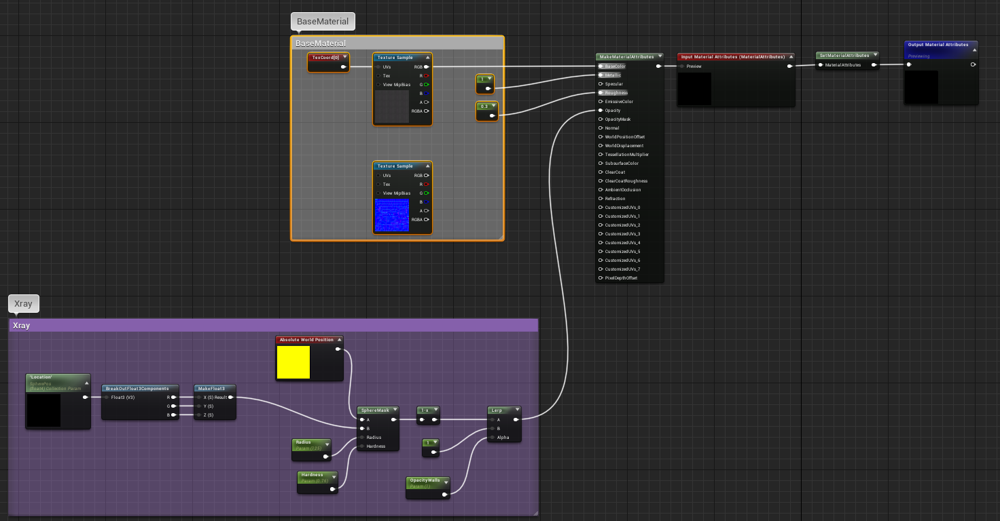 BaseMaterial
BaseMaterial
TexCoord[0]
Texture Sample
UVs RGB
Tex R
View MipBias G
B
A
RGBA
1
0.3
Texture Sample
UVs RGB
Tex R
View MipBias G
B
A
RGBA
MakeMaterialAttributes
BaseColor
Metallic
Specular
Roughness
EmissiveColor
Opacity
OpacityMask
Normal
WorldPositionOffset
WorldDisplacement
TessellationMultiplier
SubsurfaceColor
ClearCoat
ClearCoatRoughness
AmbientOcclusion
Refraction
CustomizedUVs_0
CustomizedUVs_1
CustomizedUVs_2
CustomizedUVs_3
CustomizedUVs_4
CustomizedUVs_5
CustomizedUVs_6
CustomizedUVs_7
PixelDepthOffset
Input Material Attributes (MaterialAttributes)
Preview
SetMaterialAttributes
MaterialAttributes
Output Material Attributes
Previewing
Xray
Xray
'Location'
SpherePos
(float4) Collection Param
BreakOutFloat3Components
Float3 (V3) R
G
B
MakeFloat3
X (S) Result
Y (S)
Z (S)
Absolute World Position
Radius
Param (135)
Hardness
Param (0.76)
SphereMask
A
B
Radius
Hardness
1-x
1
OpacityWalls
Param (1)
Lerp
A
B
Alpha